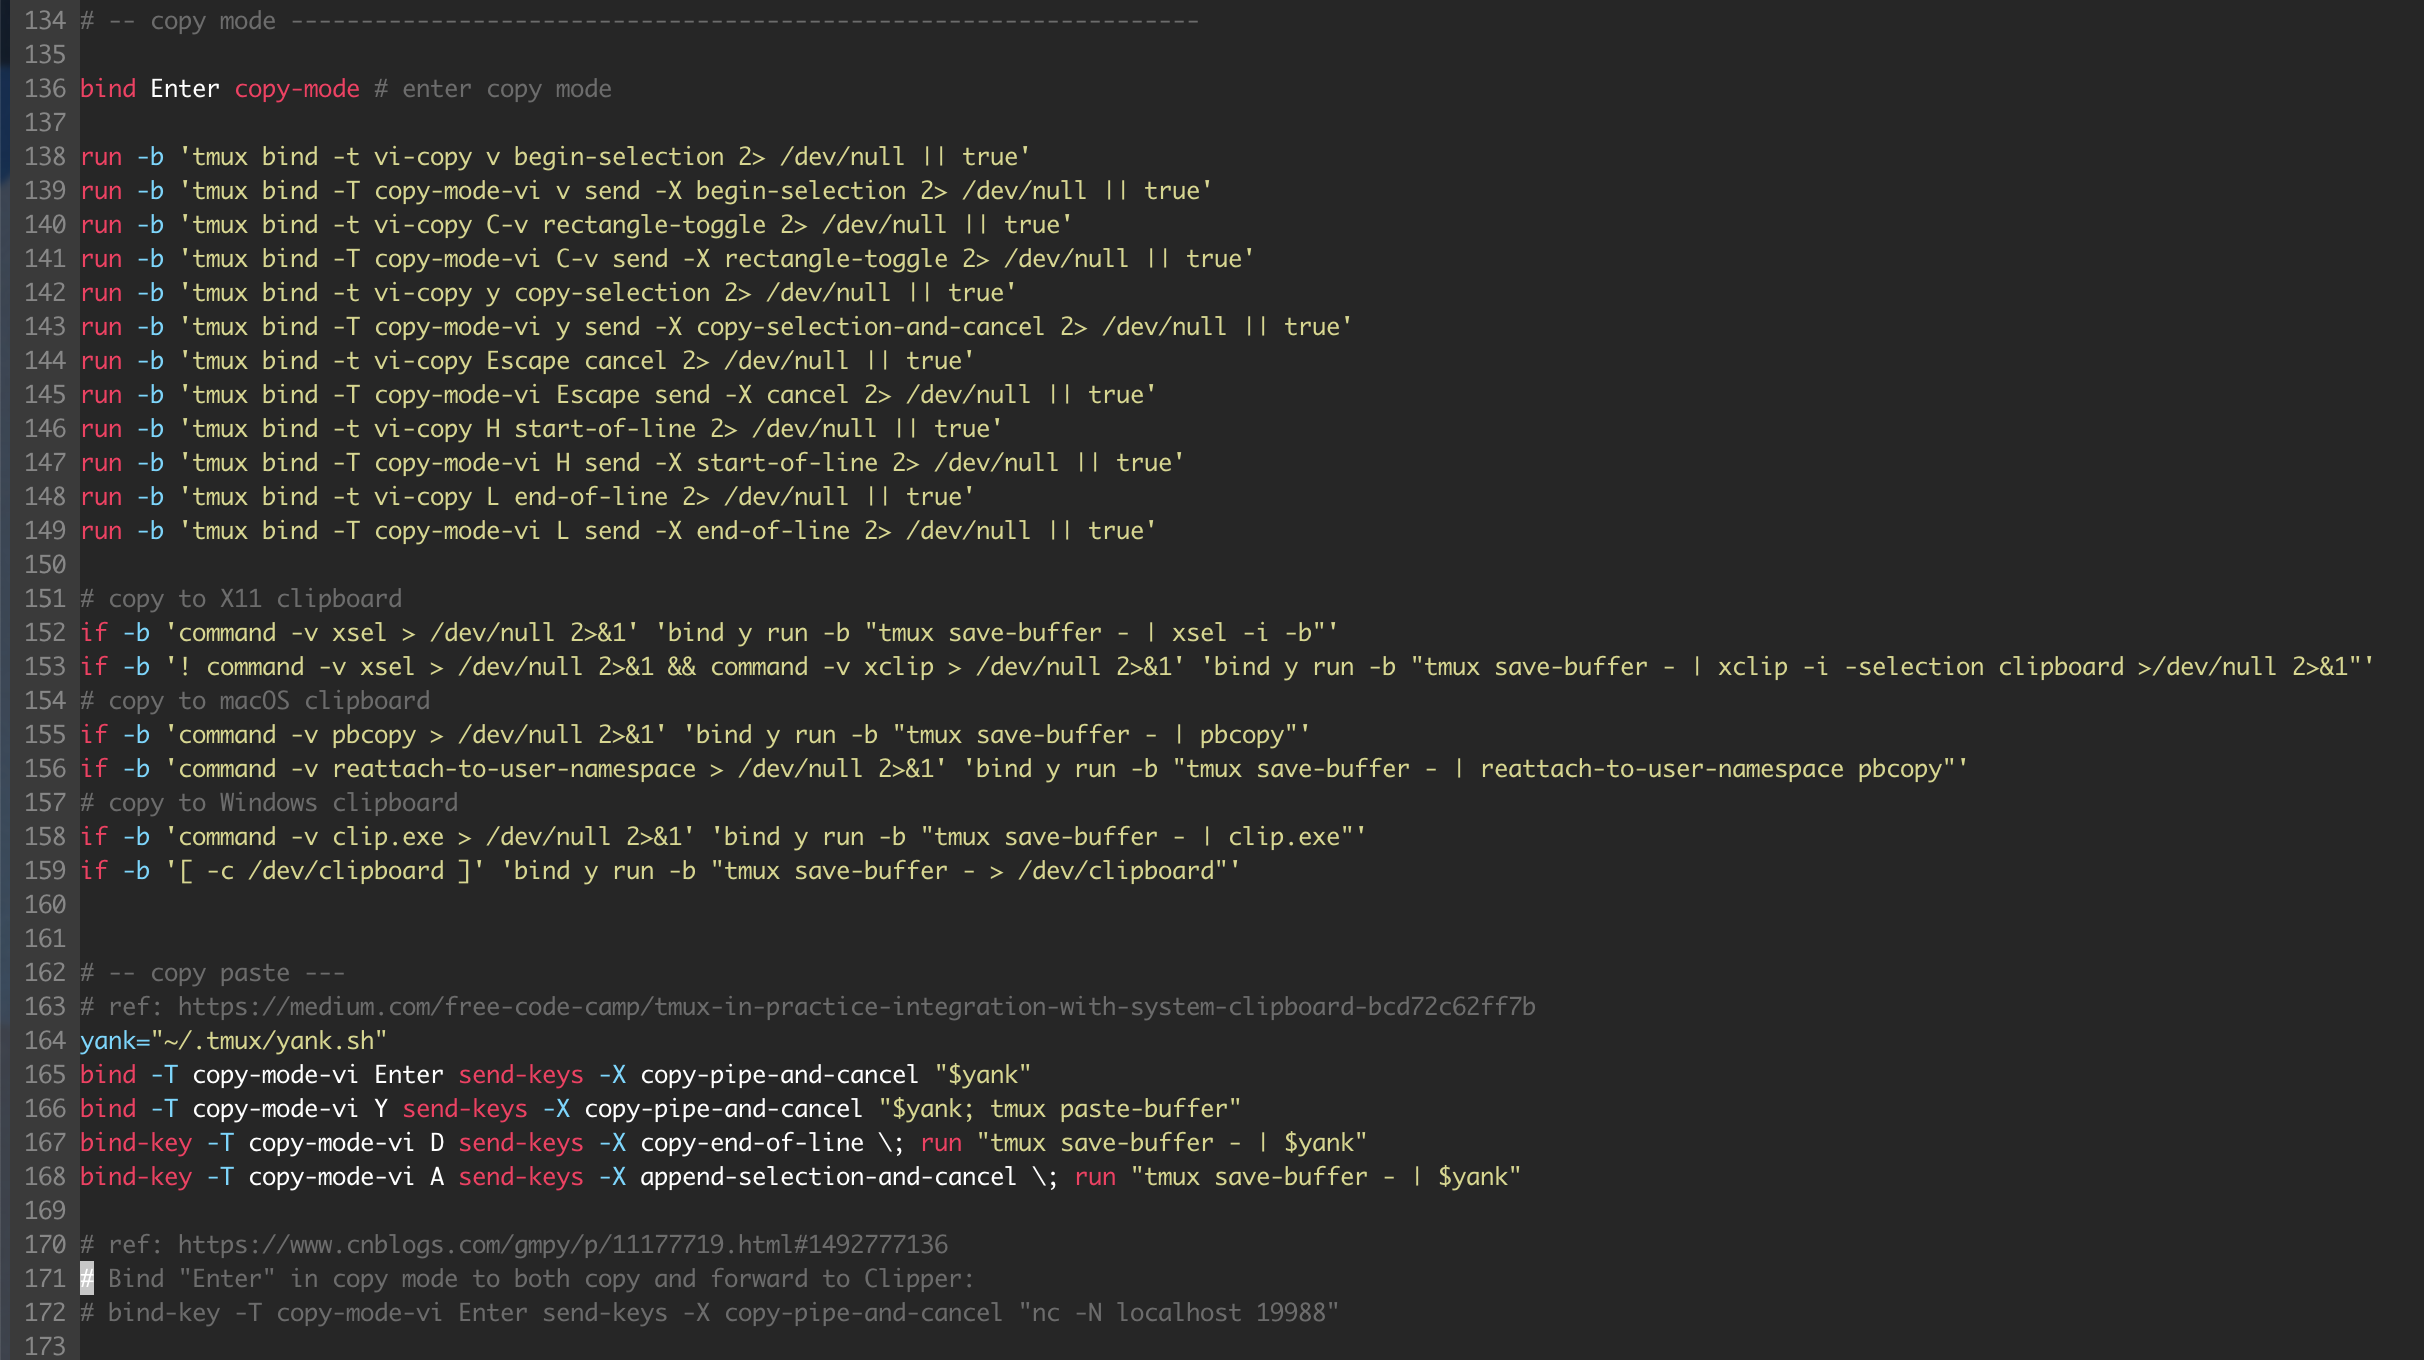 134 # -- copy mode -----------------------------------------------------------------
135
136 bind Enter copy-mode # enter copy mode
137
138 run -b 'tmux bind -t vi-copy v begin-selection 2> /dev/null || true'
139 run -b 'tmux bind -T copy-mode-vi v send -X begin-selection 2> /dev/null || true'
140 run -b 'tmux bind -t vi-copy C-v rectangle-toggle 2> /dev/null || true'
141 run -b 'tmux bind -T copy-mode-vi C-v send -X rectangle-toggle 2> /dev/null || true'
142 run -b 'tmux bind -t vi-copy y copy-selection 2> /dev/null || true'
143 run -b 'tmux bind -T copy-mode-vi y send -X copy-selection-and-cancel 2> /dev/null || true'
144 run -b 'tmux bind -t vi-copy Escape cancel 2> /dev/null || true'
145 run -b 'tmux bind -T copy-mode-vi Escape send -X cancel 2> /dev/null || true'
146 run -b 'tmux bind -t vi-copy H start-of-line 2> /dev/null || true'
147 run -b 'tmux bind -T copy-mode-vi H send -X start-of-line 2> /dev/null || true'
148 run -b 'tmux bind -t vi-copy L end-of-line 2> /dev/null || true'
149 run -b 'tmux bind -T copy-mode-vi L send -X end-of-line 2> /dev/null || true'
150
151 # copy to X11 clipboard
152 if -b 'command -v xsel > /dev/null 2>&1' 'bind y run -b "tmux save-buffer - | xsel -i -b"'
153 if -b '! command -v xsel > /dev/null 2>&1 && command -v xclip > /dev/null 2>&1' 'bind y run -b "tmux save-buffer - | xclip -i -selection clipboard >/dev/null 2>&1"'
154 # copy to macOS clipboard
155 if -b 'command -v pbcopy > /dev/null 2>&1' 'bind y run -b "tmux save-buffer - | pbcopy"'
156 if -b 'command -v reattach-to-user-namespace > /dev/null 2>&1' 'bind y run -b "tmux save-buffer - | reattach-to-user-namespace pbcopy"'
157 # copy to Windows clipboard
158 if -b 'command -v clip.exe > /dev/null 2>&1' 'bind y run -b "tmux save-buffer - | clip.exe"'
159 if -b '[ -c /dev/clipboard ]' 'bind y run -b "tmux save-buffer - > /dev/clipboard"'
160
161
162 # -- copy paste ---
163 # ref: https://medium.com/free-code-camp/tmux-in-practice-integration-with-system-clipboard-bcd72c62ff7b
164 yank="~/.tmux/yank.sh"
165 bind -T copy-mode-vi Enter send-keys -X copy-pipe-and-cancel "$yank"
166 bind -T copy-mode-vi Y send-keys -X copy-pipe-and-cancel "$yank; tmux paste-buffer"
167 bind-key -T copy-mode-vi D send-keys -X copy-end-of-line \; run "tmux save-buffer - | $yank"
168 bind-key -T copy-mode-vi A send-keys -X append-selection-and-cancel \; run "tmux save-buffer - | $yank"
169
170 # ref: https://www.cnblogs.com/gmpy/p/11177719.html#1492777136
171 # Bind "Enter" in copy mode to both copy and forward to Clipper:
172 # bind-key -T copy-mode-vi Enter send-keys -X copy-pipe-and-cancel "nc -N localhost 19988"
173